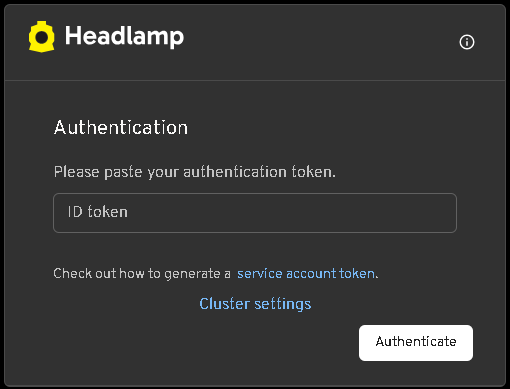 Headlamp
Authentication
Please paste your authentication token.
ID token
Check out how to generate a service account token.
Cluster settings
Authenticate